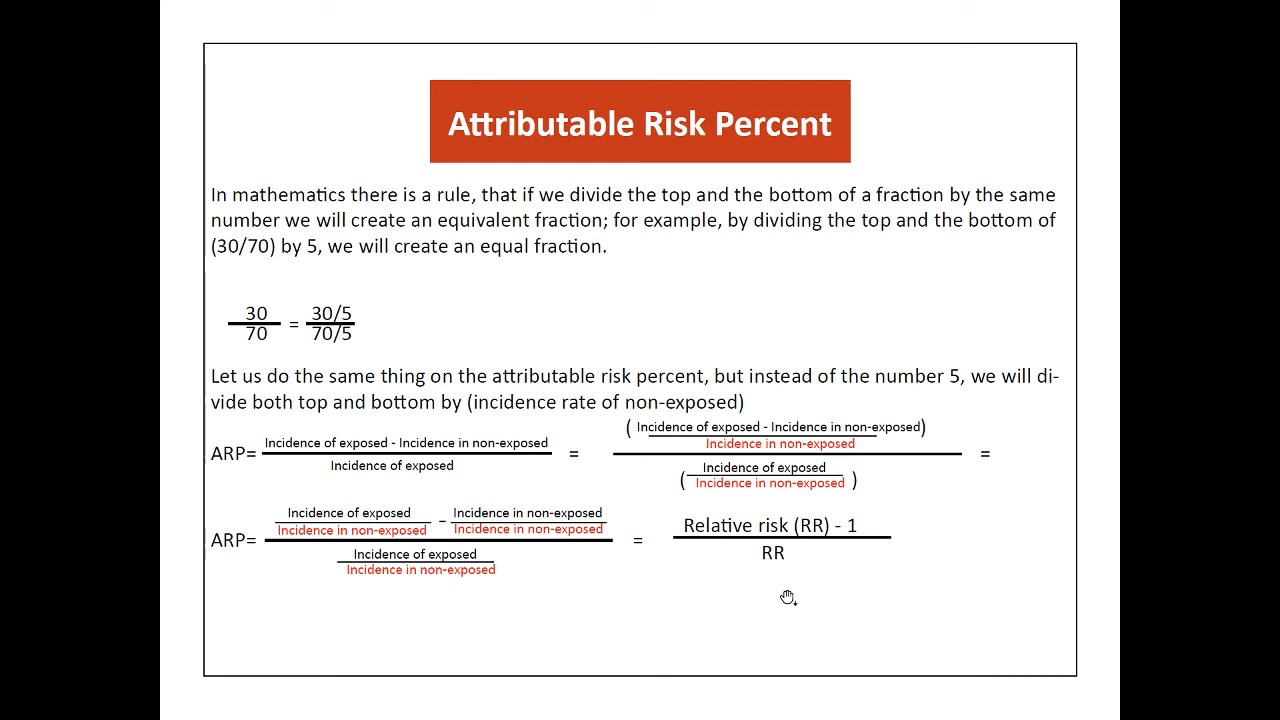 Attributable Risk Percent
In mathematics there is a rule, that if we divide the top and the bottom of a fraction by the same
number we will create an equivalent fraction; for example, by dividing the top and the bottom of
(30/70) by 5, we will create an equal fraction.
30 = 30/5
70 70/5
Let us do the same thing on the attributable risk percent, but instead of the number 5, we will di-
vide both top and bottom by (incidence rate of non-exposed)
ARP= Incidence of exposed - Incidence in non-exposed
Incidence of exposed
=
( Incidence of exposed - Incidence in non-exposed)
Incidence in non-exposed
( Incidence of exposed
Incidence in non-exposed )
=
ARP= Incidence of exposed - Incidence in non-exposed
Incidence in non-exposed Incidence in non-exposed
Incidence of exposed
Incidence in non-exposed
=
Relative risk (RR) - 1
RR